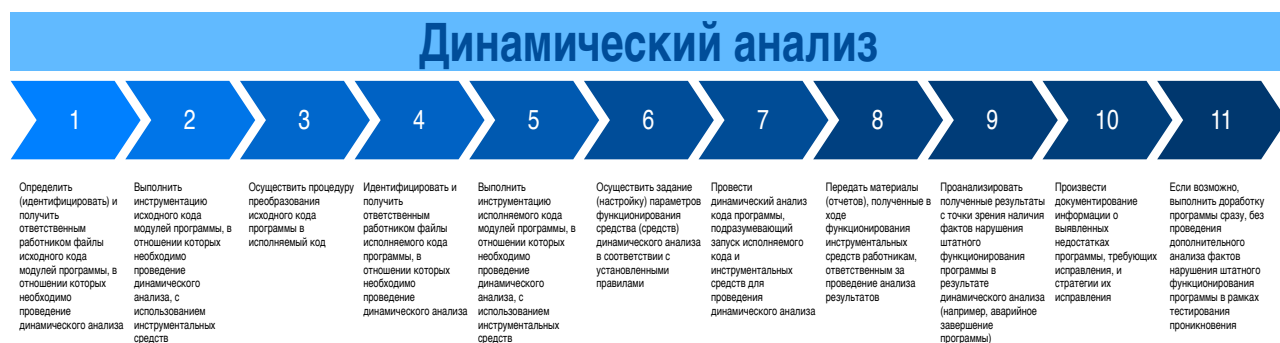 Динамический анализ
1
2
3
4
5
6
7
8
9
10
11
Определить
(идентифицировать) и
получить
ответственным
работником файлы
исходного кода
модулей программы, в
отношении которых
необходимо
проведение
динамического анализа
Выполнить
инструментацию
исходного кода
модулей программы, в
отношении которых
необходимо
проведение
динамического
анализа, с
использованием
инструментальных
средств
Осуществить процедуру
преобразования
исходного кода
программы в
исполняемый код
Идентифицировать и
получить
ответственным
работником файлы
исполняемого кода
программы, в
отношении которых
необходимо
проведение
динамического анализа
Выполнить
инструментацию
исполняемого кода
модулей программы, в
отношении которых
необходимо
проведение
динамического
анализа, с
использованием
инструментальных
средств
Осуществить задание
(настройку) параметров
функционирования
средства (средств)
динамического анализа
в соответствии с
установленными
правилами
Провести
динамический анализ
кода программы,
подразумевающий
запуск исполняемого
кода и
инструментальных
средств для
проведения
динамического анализа
Передать материалы
(отчетов), полученные в
ходе
функционирования
инструментальных
средств работникам,
ответственным за
проведение анализа
результатов
Проанализировать
полученные результаты
с точки зрения наличия
фактов нарушения
штатного
функционирования
программы в
результате
динамического анализа
(например, аварийное
завершение
программы)
Произвести
документирование
информации о
выявленных
недостатках
программы, требующих
исправления, и
стратегии их
исправления
Если возможно,
выполнить доработку
программы сразу, без
проведения
дополнительного
анализа фактов
нарушения штатного
функционирования
программы в рамках
тестирования
проникновения